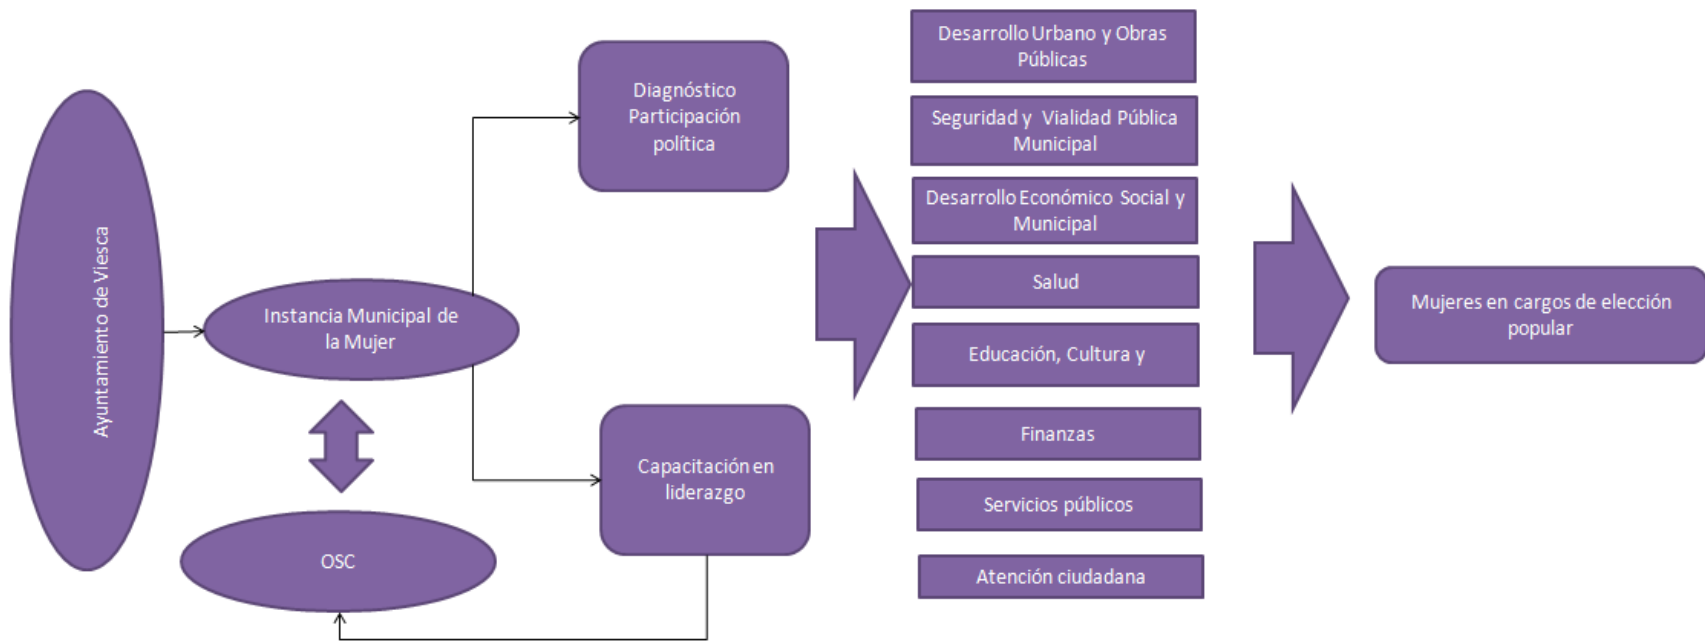 Ayuntamiento de Viesca
Instancia Municipal de
la Mujer
OSC
Diagnóstico
Participación
política
Capacitación en
liderazgo
Desarrollo Urbano y Obras
Públicas
Seguridad y Vialidad Pública
Municipal
Desarrollo Económico Social y
Municipal
Salud
Educación, Cultura y
Finanzas
Servicios públicos
Atención ciudadana
Mujeres en cargos de elección
popular